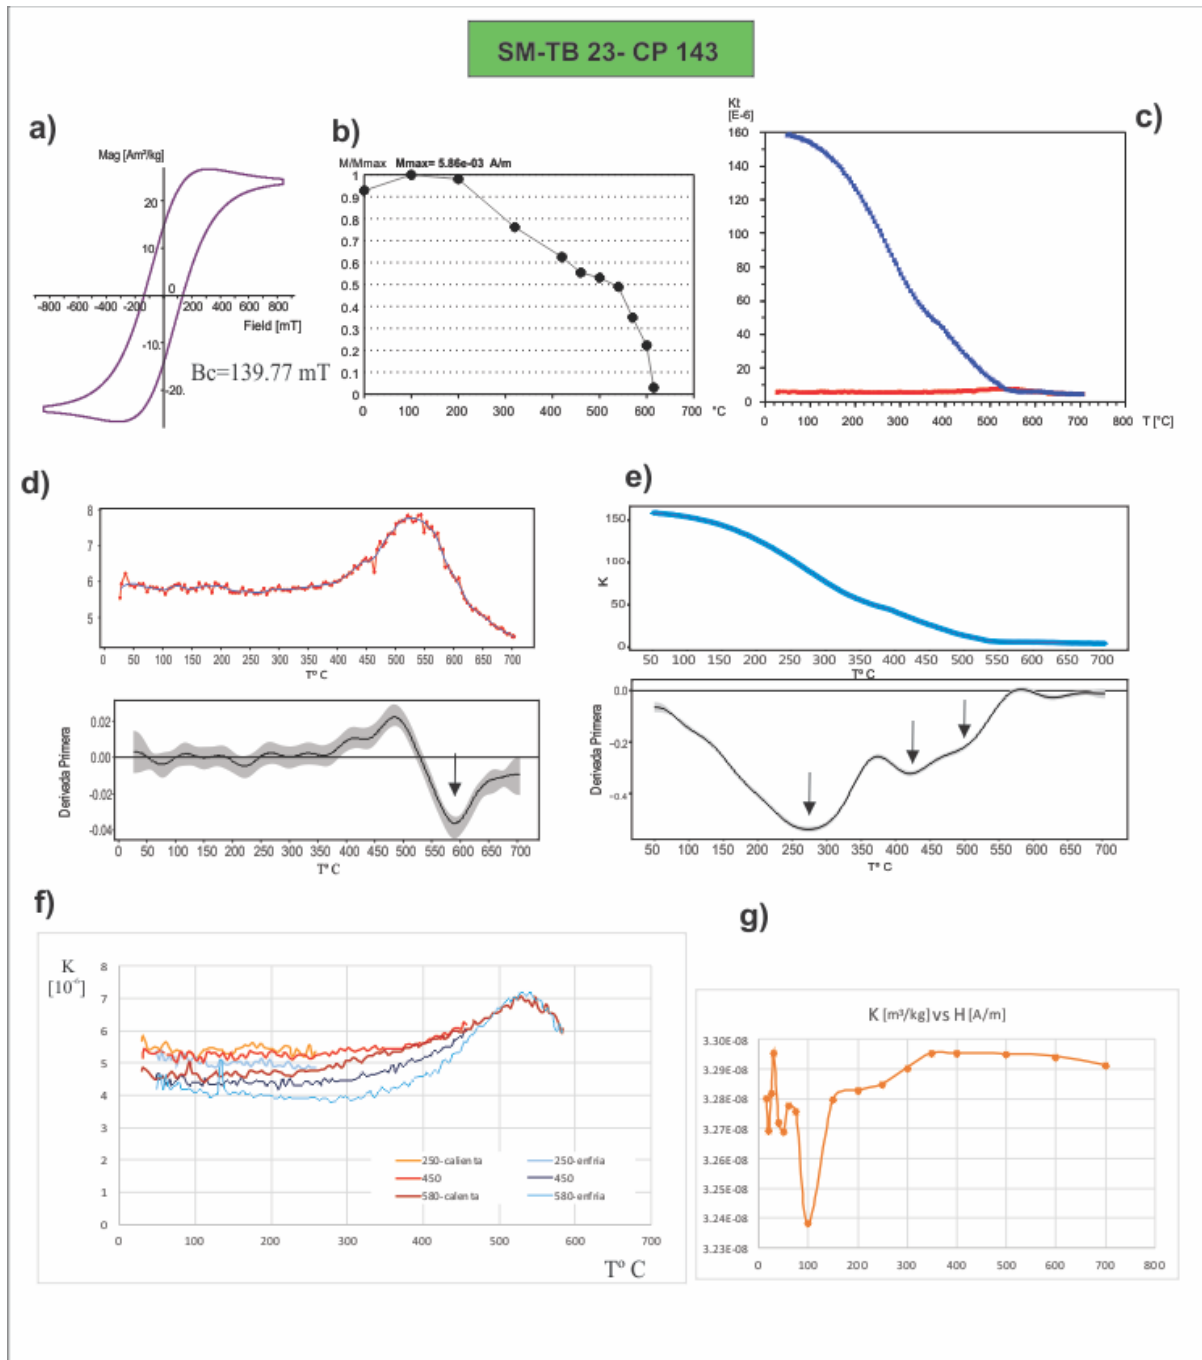 SM-TB 23- CP 143
a)
Mag [Am³/kg]
20
10
0
-10.
-20.
-800 -600 -400 -200 200 400 600 800
Field [mT]
Bc=139.77 mT
b)
M/Mmax Mmax= 5.86e-03 A/m
1
0.9
0.8
0.7
0.6
0.5
0.4
0.3
0.2
0.1
0
0 100 200 300 400 500 600 700 °C
c)
Kt
[E-6]
160
140
120
100
80
60
40
20
0
0 100 200 300 400 500 600 700 800
T [°C]
d)
8
7
6
5
0 50 100 150 200 250 300 350 400 450 500 550 600 650 700
Tº C
Derivada Primera
0.02
0.00
-0.02
-0.04
0 50 100 150 200 250 300 350 400 450 500 550 600 650 700
Tº C
e)
K
150
100
50
0
50 100 150 200 250 300 350 400 450 500 550 600 650 700
Tº C
Derivada Primera
0.0
-0.2
-0.4
50 100 150 200 250 300 350 400 450 500 550 600 650 700
Tº C
f)
K
[10⁻⁶]
8
7
6
5
4
3
2
1
0
250-calienta 250-enfria
450 450
580-calenta 580-enfria
0 100 200 300 400 500 600 700
Tº C
g)
K [m³/kg] vs H [A/m]
3.30E-08
3.29E-08
3.28E-08
3.27E-08
3.26E-08
3.25E-08
3.24E-08
3.23E-08
0 100 200 300 400 500 600 700 800